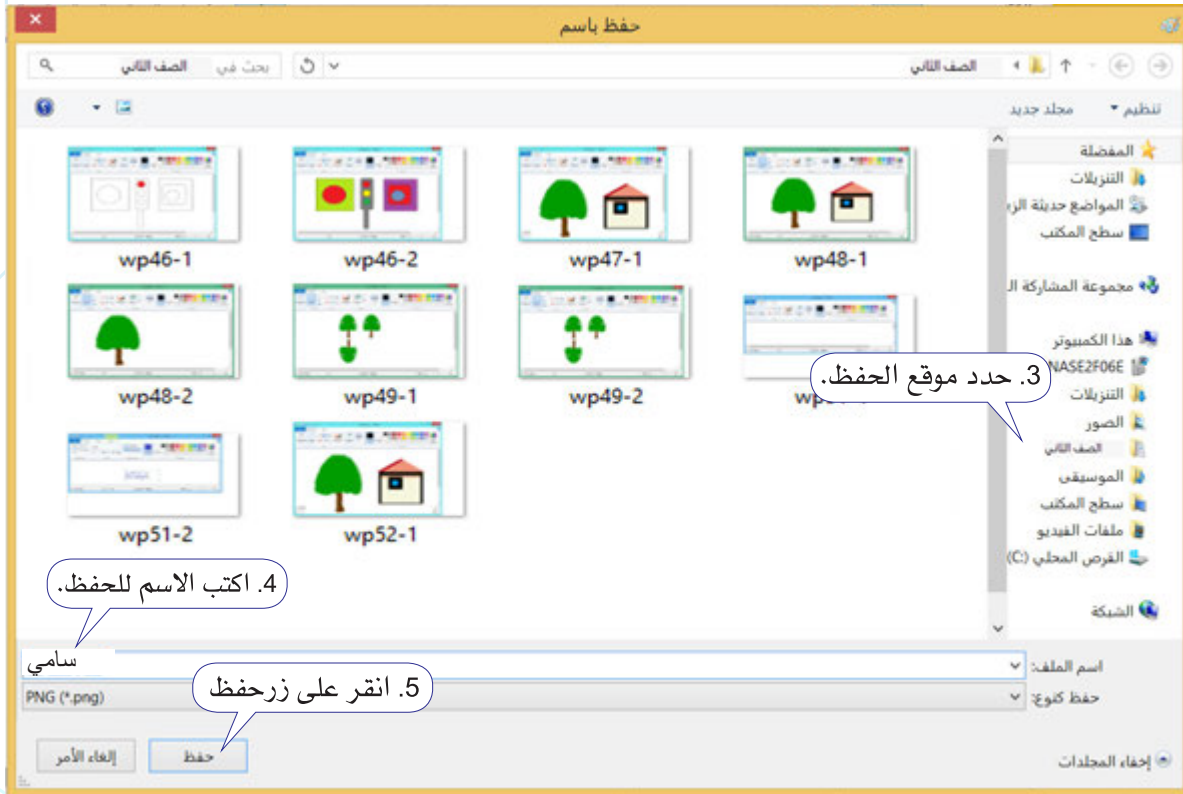 حفظ باسم
الصف الثاني
بحث في الصف الثاني
تنظيم
مجلد جديد
المفضلة
التنزيلات
المواضع حديثة الزي
سطح المكتب
مجموعة المشاركة ال
هذا الكمبيوتر
NASE2F06E
التنزيلات
الصور
الصف الثاني
الموسيقى
سطح المكتب
ملفات الفيديو
القرص المحلي (C:)
الشبكة
wp46-1
wp46-2
wp47-1
wp48-1
wp48-2
wp49-1
wp49-2
wp51-2
wp52-1
3. حدد موقع الحفظ.
4. اكتب الاسم للحفظ.
اسم الملف:
سامي
حفظ كنوع:
PNG (*.png)
5. انقر على زرحفظ
إخفاء المجلدات
حفظ
إلغاء الأمر